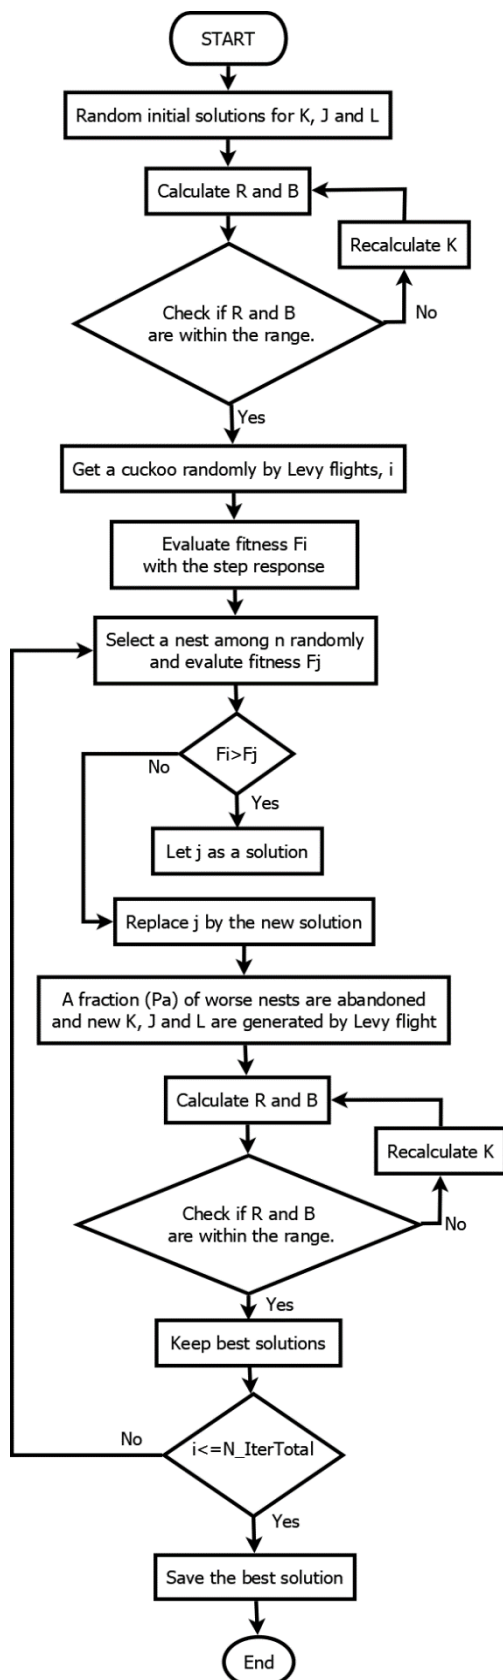 START
Random initial solutions for K, J and L
Calculate R and B
Recalculate K
Check if R and B
are within the range.
No
Yes
Get a cuckoo randomly by Levy flights, i
Evaluate fitness Fi
with the step response
Select a nest among n randomly
and evalute fitness Fj
Fi>Fj
No
Yes
Let j as a solution
Replace j by the new solution
A fraction (Pa) of worse nests are abandoned
and new K, J and L are generated by Levy flight
Calculate R and B
Recalculate K
Check if R and B
are within the range.
No
Yes
Keep best solutions
No
i<=N_IterTotal
Yes
Save the best solution
End